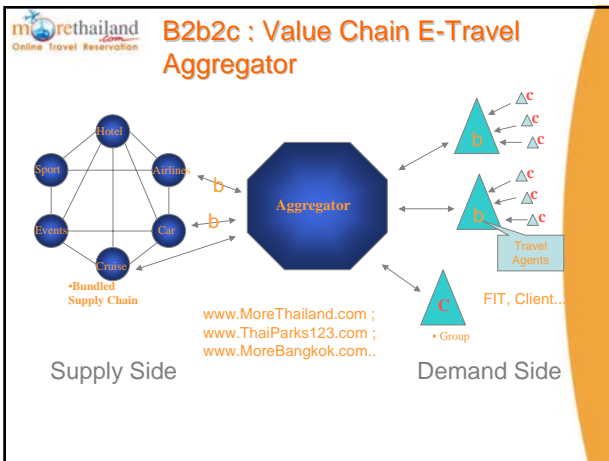 morethailand
.com
Online Travel Reservation
B2b2c : Value Chain E-Travel
Aggregator
Hotel
Sport
Airlines
Events
Car
Cruise
•Bundled
Supply Chain
b
b
Aggregator
www.MoreThailand.com ;
www.ThaiParks123.com ;
www.MoreBangkok.com..
c
c
c
b
c
c
c
b
Travel
Agents
C
FIT, Client...
• Group
Supply Side
Demand Side